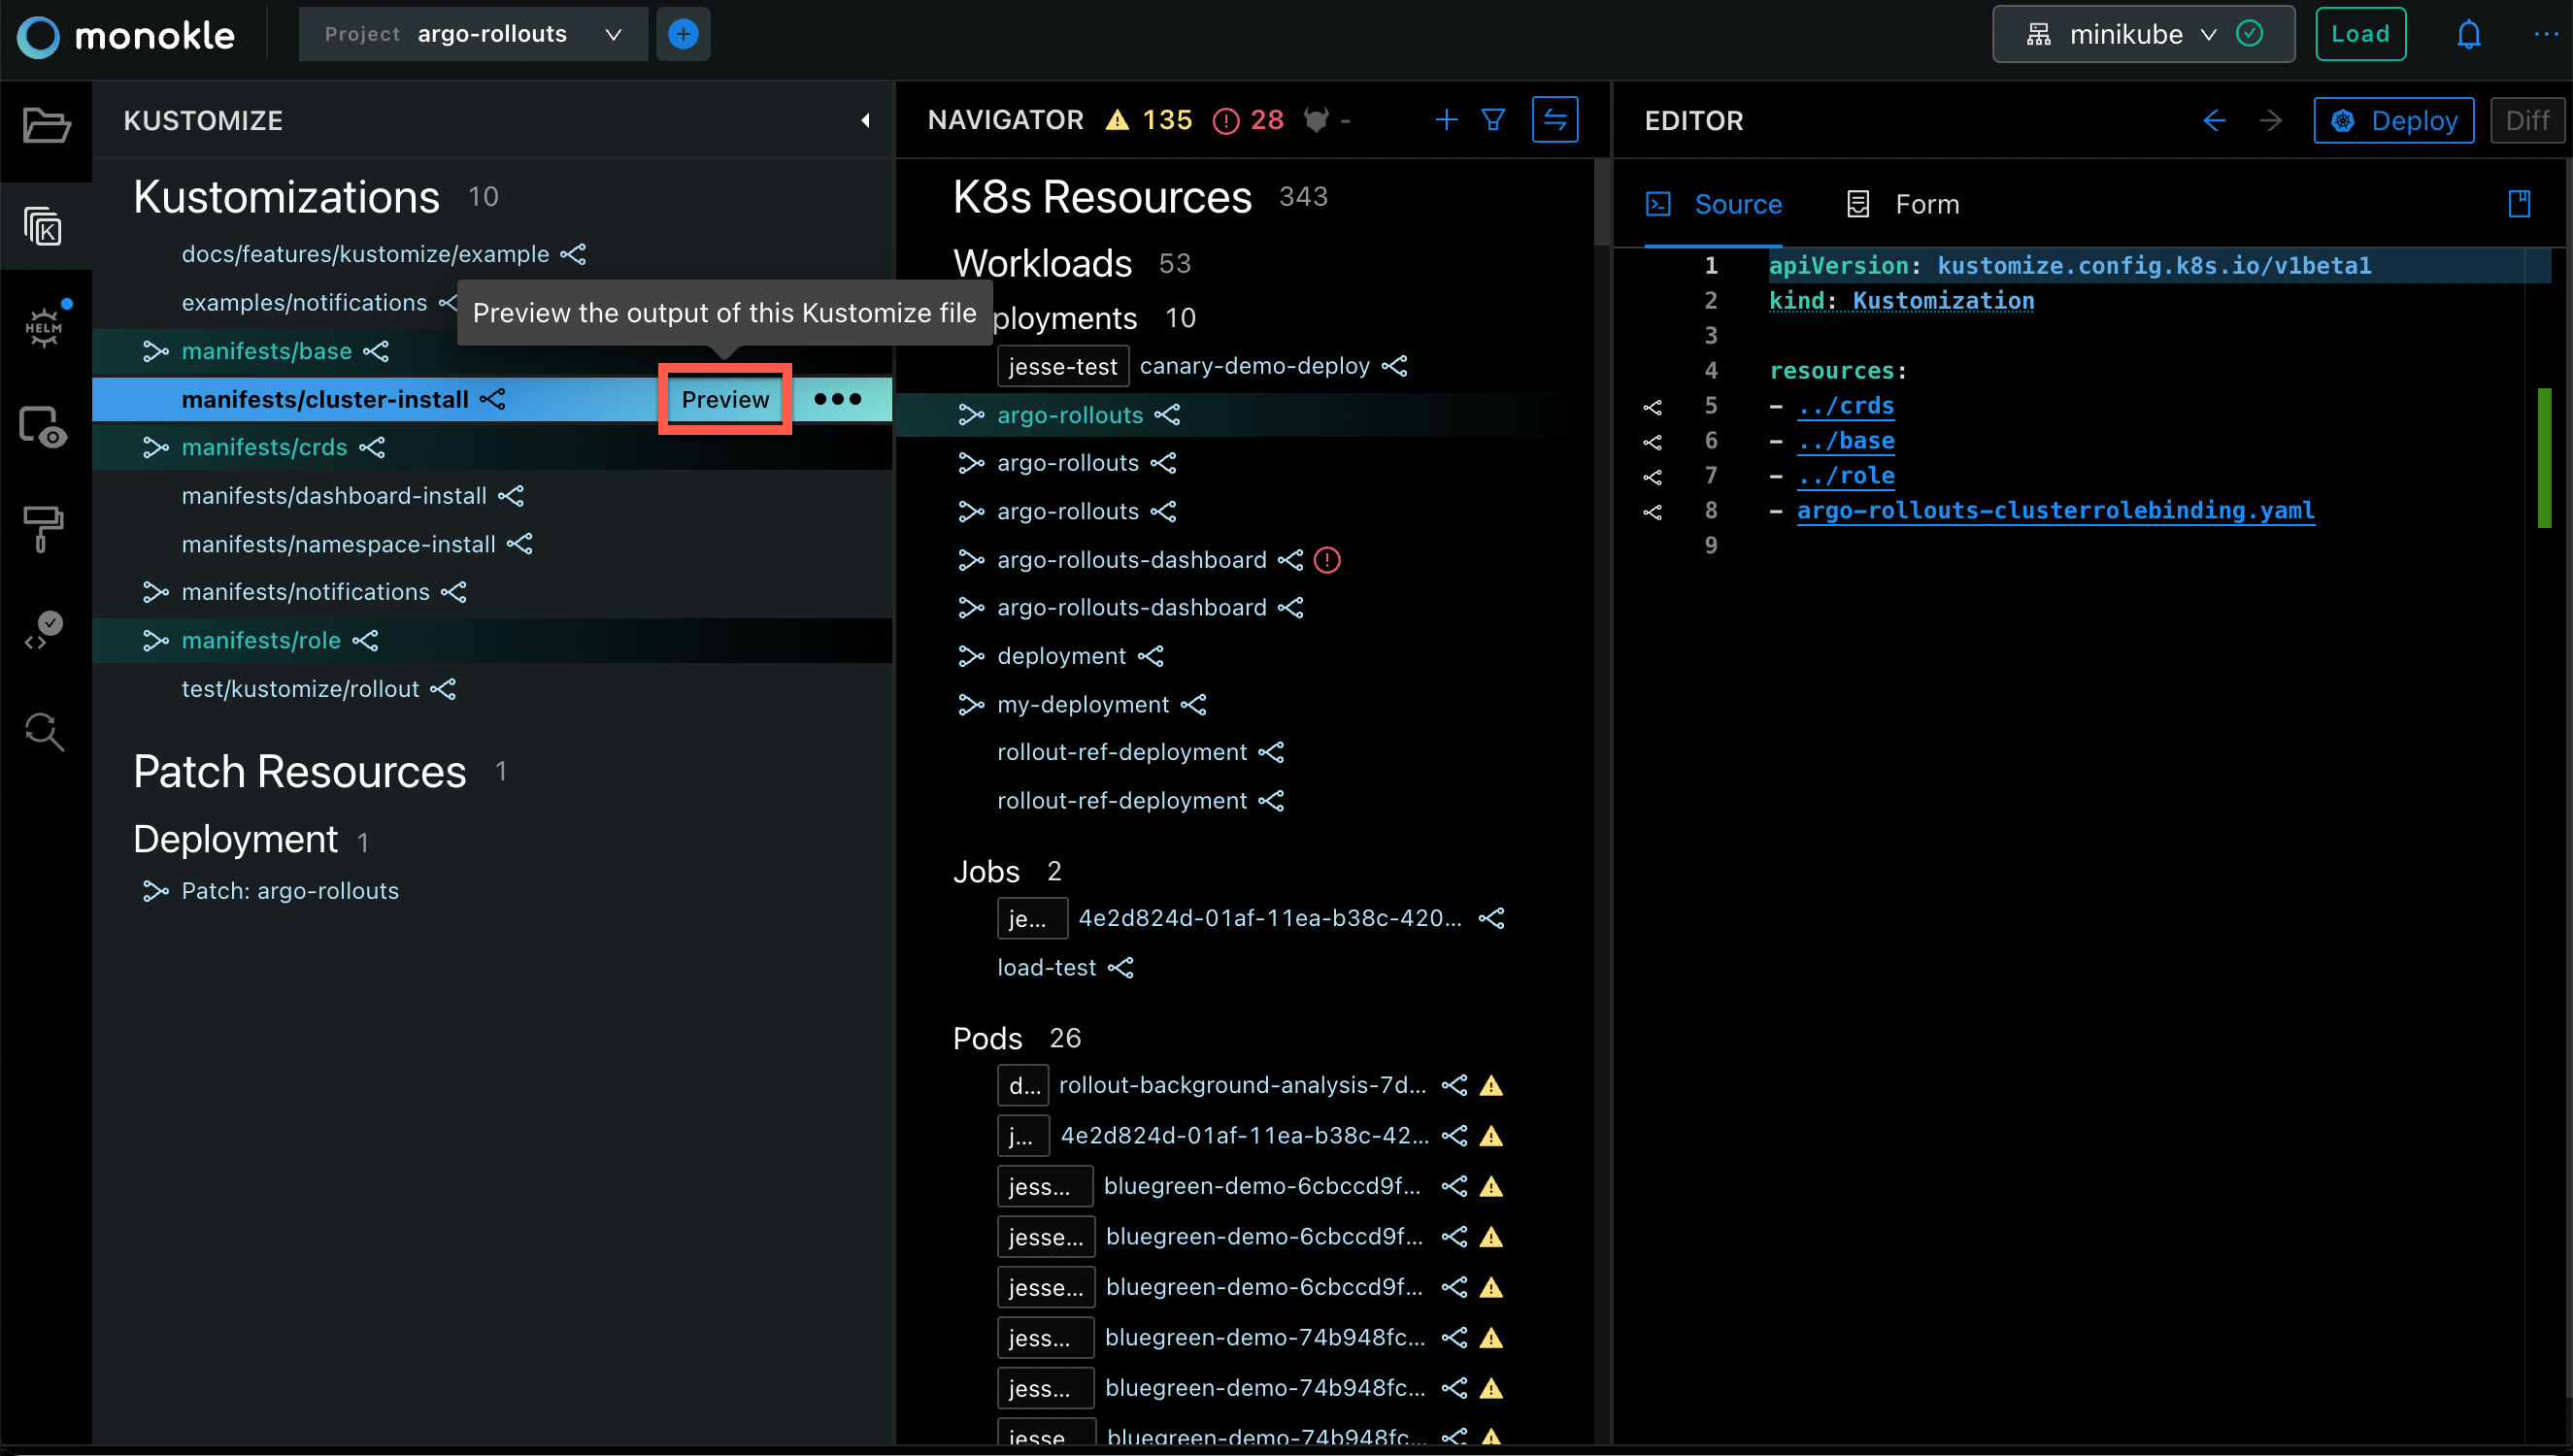 monokle
Project argo-rollouts
minikube
Load
KUSTOMIZE
Kustomizations 10
docs/features/kustomize/example
examples/notifications
Preview the output of this Kustomize file
manifests/base
manifests/cluster-install Preview
manifests/crds
manifests/dashboard-install
manifests/namespace-install
manifests/notifications
manifests/role
test/kustomize/rollout
Patch Resources 1
Deployment 1
Patch: argo-rollouts
HELM
NAVIGATOR 135 28 -
K8s Resources 343
Workloads 53
ployments 10
jesse-test canary-demo-deploy
argo-rollouts
argo-rollouts
argo-rollouts
argo-rollouts-dashboard
argo-rollouts-dashboard
deployment
my-deployment
rollout-ref-deployment
rollout-ref-deployment
Jobs 2
je... 4e2d824d-01af-11ea-b38c-420...
load-test
Pods 26
d... rollout-background-analysis-7d...
j... 4e2d824d-01af-11ea-b38c-42...
jess... bluegreen-demo-6cbccd9f...
jesse... bluegreen-demo-6cbccd9f...
jesse... bluegreen-demo-6cbccd9f...
jess... bluegreen-demo-74b948fc...
jess... bluegreen-demo-74b948fc...
jesse bluegreen-demo-74b948fc...
EDITOR
Deploy
Diff
Source
Form
1 apiVersion: kustomize.config.k8s.io/v1beta1
2 kind: Kustomization
3
4 resources:
5 - ../crds
6 - ../base
7 - ../role
8 - argo-rollouts-clusterrolebinding.yaml
9